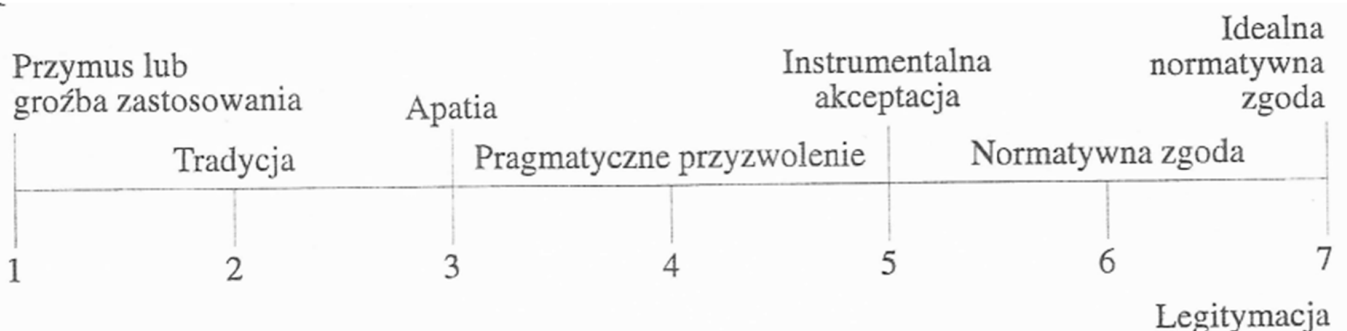 Przymus lub
groźba zastosowania
Tradycja
Apatia
Pragmatyczne przyzwolenie
Instrumentalna
akceptacja
Normatywna zgoda
Idealna
normatywna
zgoda
1 2 3 4 5 6 7
Legitymacja